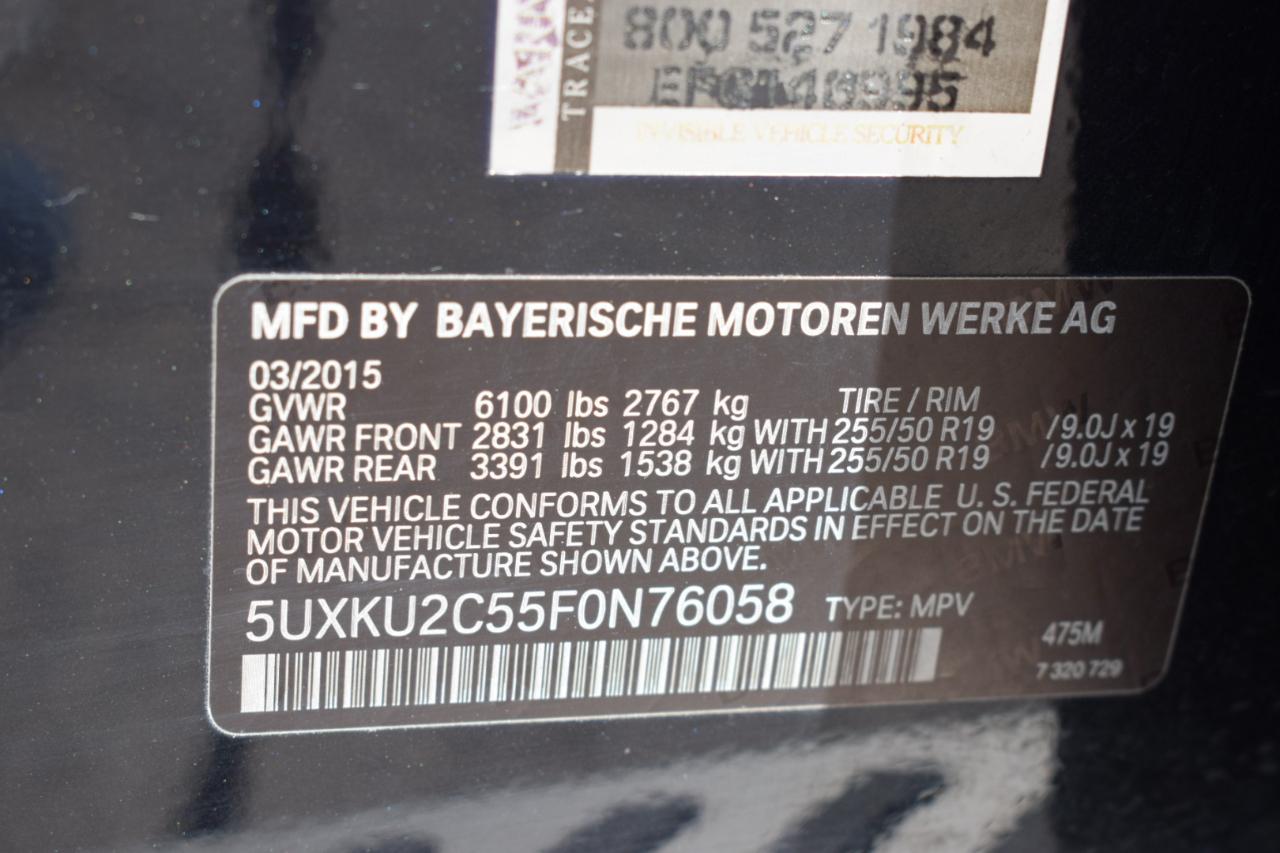 TRACE
800 527 1984
INVISIBLE VEHICLE SECURITY
MFD BY BAYERISCHE MOTOREN WERKE AG
03/2015
GVWR 6100 lbs 2767 kg TIRE / RIM
GAWR FRONT 2831 lbs 1284 kg WITH 255/50 R19 /9.0J x 19
GAWR REAR 3391 lbs 1538 kg WITH 255/50 R19 /9.0J x 19
THIS VEHICLE CONFORMS TO ALL APPLICABLE U. S. FEDERAL
MOTOR VEHICLE SAFETY STANDARDS IN EFFECT ON THE DATE
OF MANUFACTURE SHOWN ABOVE.
5UXKU2C55F0N76058 TYPE: MPV
475M
7 320 729